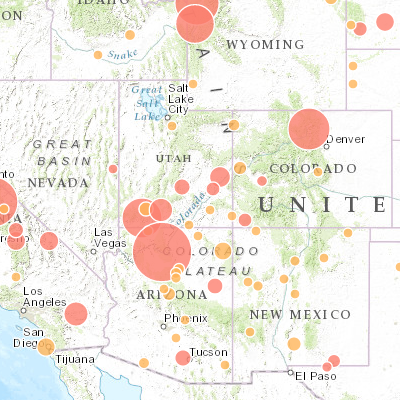 IDAHO
WYOMING
Snake
Great
Salt
Lake
Salt
Lake
City
GREAT
BASIN
UTAH
Denver
NEVADA
COLORADO
Colorado
UNITE
Las
Vegas
COLORADO
PLATEAU
Los
Angeles
ARIZONA
Phoenix
NEW MEXICO
San
Diego
Tijuana
Tucson
El Paso